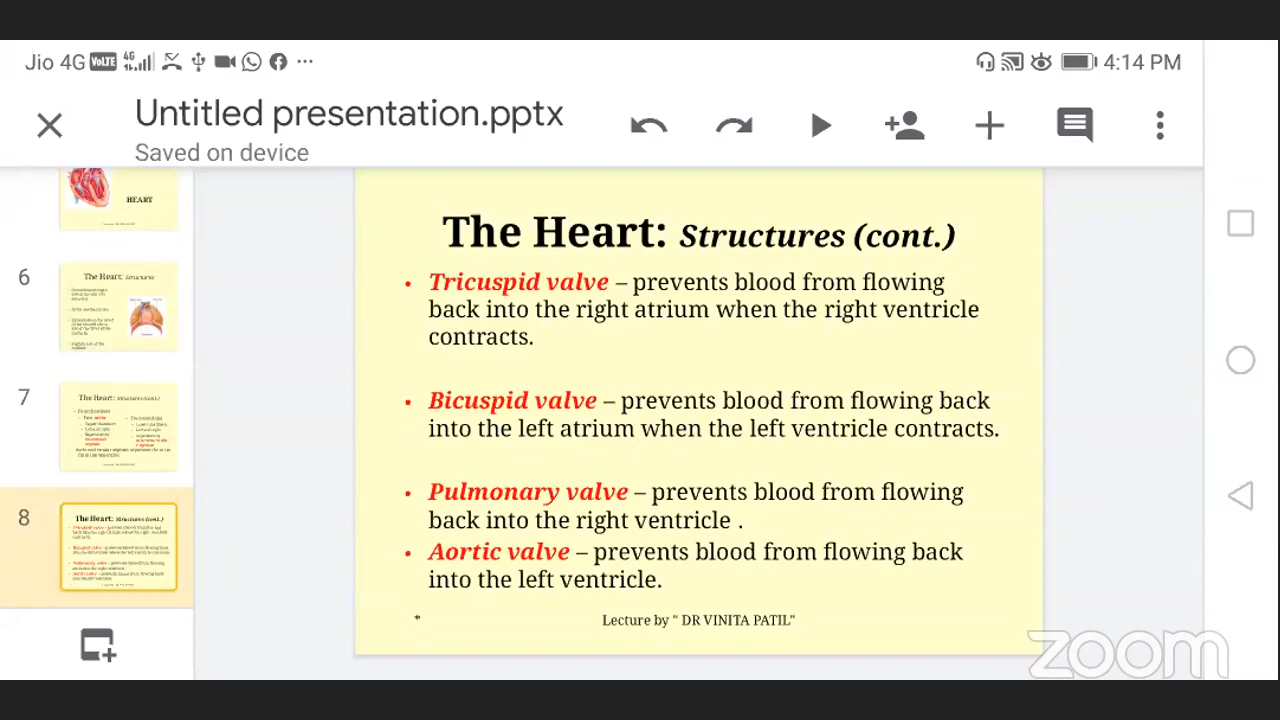 Jio 4G VoLTE 4G ... 4:14 PM
Untitled presentation.pptx
Saved on device
HEART
6
The Heart: Structures
7
The Heart: Structures (cont.)
8
The Heart: Structures (cont.)
The Heart: Structures (cont.)
• Tricuspid valve – prevents blood from flowing
back into the right atrium when the right ventricle
contracts.
• Bicuspid valve – prevents blood from flowing back
into the left atrium when the left ventricle contracts.
• Pulmonary valve – prevents blood from flowing
back into the right ventricle .
• Aortic valve – prevents blood from flowing back
into the left ventricle.
* Lecture by " DR VINITA PATIL"
zoom